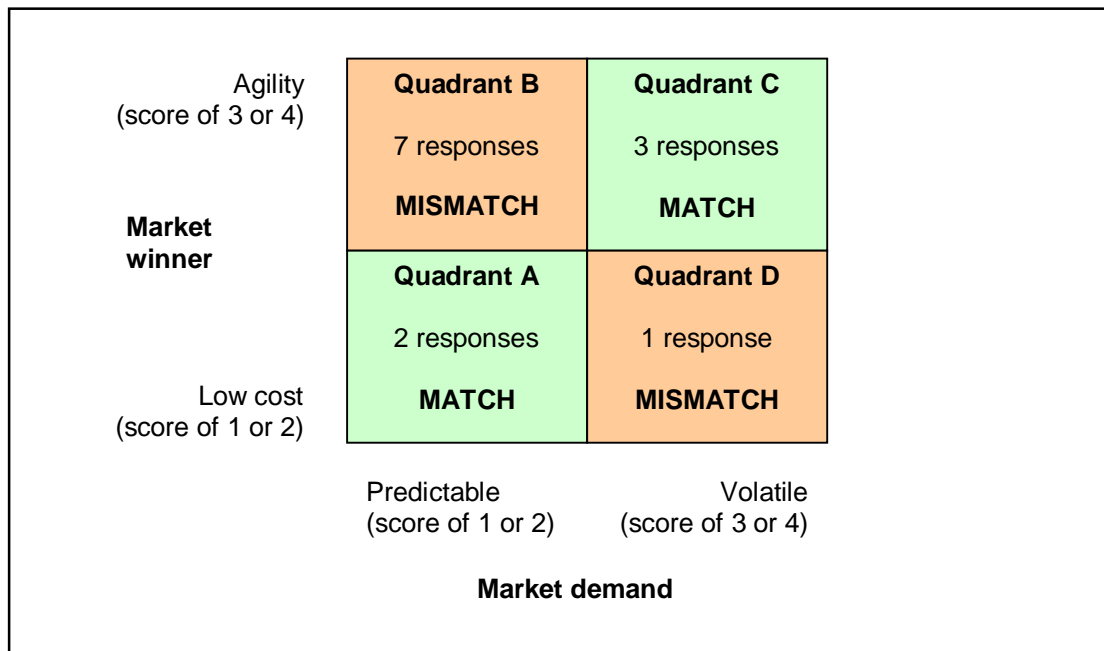 Agility
(score of 3 or 4)
Quadrant B
7 responses
MISMATCH
Quadrant C
3 responses
MATCH
Market
winner
Quadrant A
2 responses
MATCH
Quadrant D
1 response
MISMATCH
Low cost
(score of 1 or 2)
Predictable
(score of 1 or 2)
Volatile
(score of 3 or 4)
Market demand